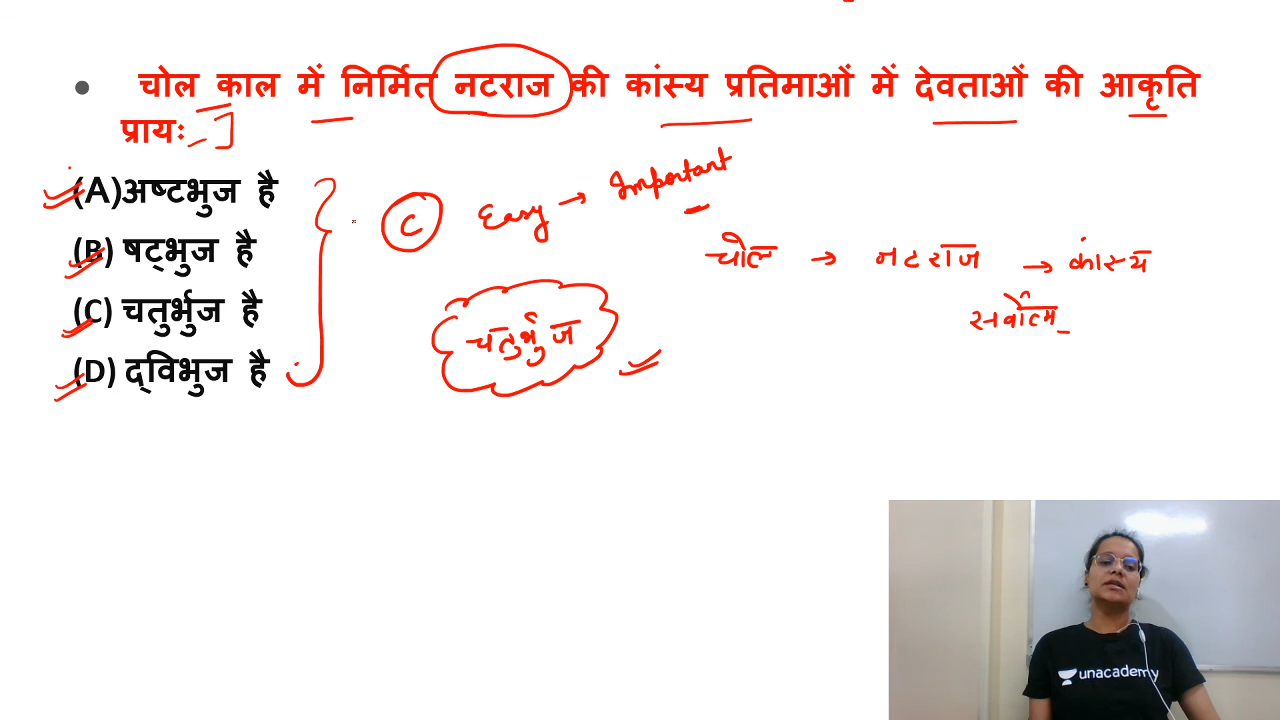 चोल काल में निर्मित नटराज की कांस्य प्रतिमाओं में देवताओं की आकृति
प्रायः
(A)अष्टभुज है
(B) षट्भुज है
(C) चतुर्भुज है
(D) द्विभुज है
C Easy → Important
चोल → नटराज → कांस्य
सर्वोत्तम
चतुर्भुज
unacademy